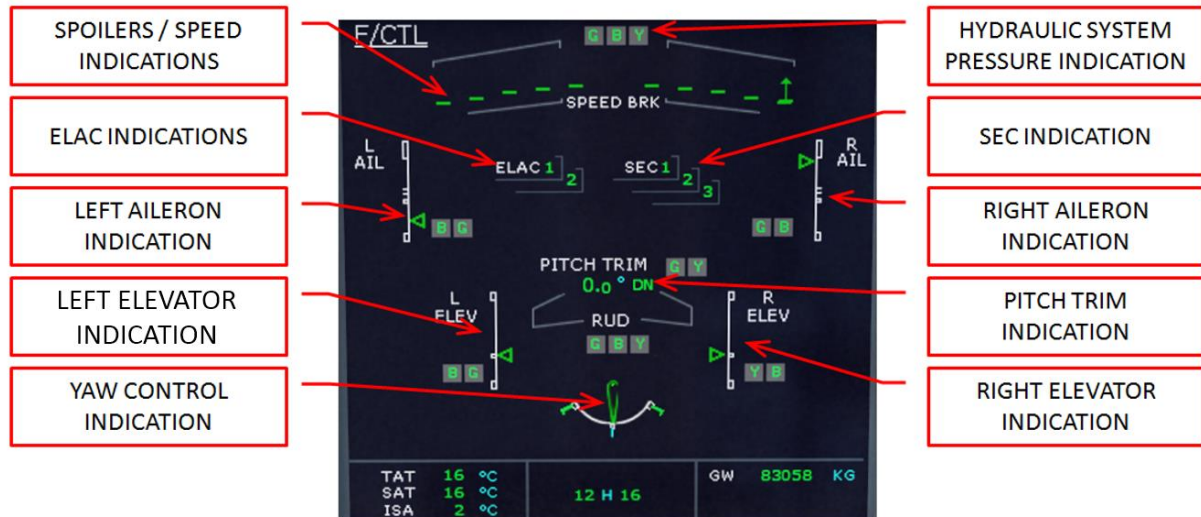 SPOILERS / SPEED
INDICATIONS
ELAC INDICATIONS
LEFT AILERON
INDICATION
LEFT ELEVATOR
INDICATION
YAW CONTROL
INDICATION
F/CTL
G B Y
SPEED BRK
L
AIL
R
AIL
ELAC 1
2
SEC 1
2
3
B G
G B
PITCH TRIM
G Y
0.0 ° DN
L
ELEV
R
ELEV
RUD
G B Y
B G
Y B
TAT 16 °C
SAT 16 °C
ISA 2 °C
12 H 16
GW 83058 KG
HYDRAULIC SYSTEM
PRESSURE INDICATION
SEC INDICATION
RIGHT AILERON
INDICATION
PITCH TRIM
INDICATION
RIGHT ELEVATOR
INDICATION